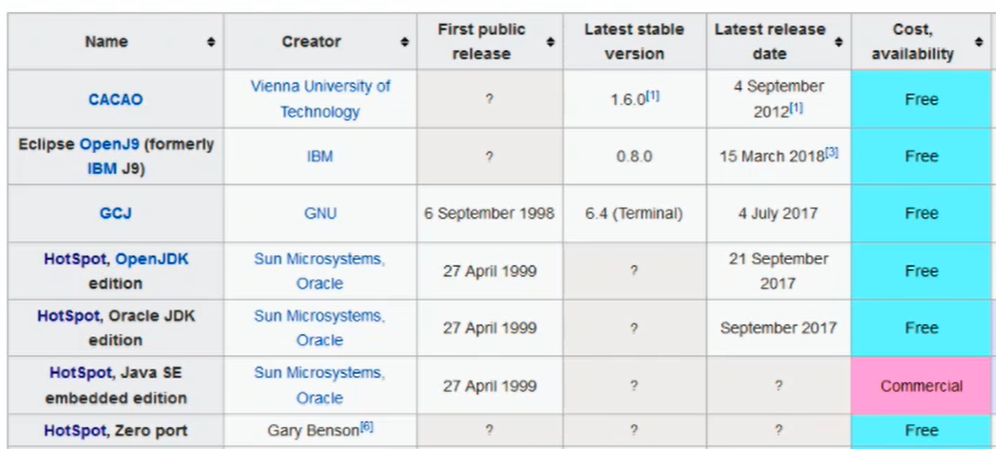 Name Creator First public release Latest stable version Latest release date Cost, availability
CACAO Vienna University of Technology ? 1.6.0[1] 4 September 2012[1] Free
Eclipse OpenJ9 (formerly IBM J9) IBM ? 0.8.0 15 March 2018[3] Free
GCJ GNU 6 September 1998 6.4 (Terminal) 4 July 2017 Free
HotSpot, OpenJDK edition Sun Microsystems, Oracle 27 April 1999 ? 21 September 2017 Free
HotSpot, Oracle JDK edition Sun Microsystems, Oracle 27 April 1999 ? September 2017 Free
HotSpot, Java SE embedded edition Sun Microsystems, Oracle 27 April 1999 ? ? Commercial
HotSpot, Zero port Gary Benson[6] ? ? ? Free